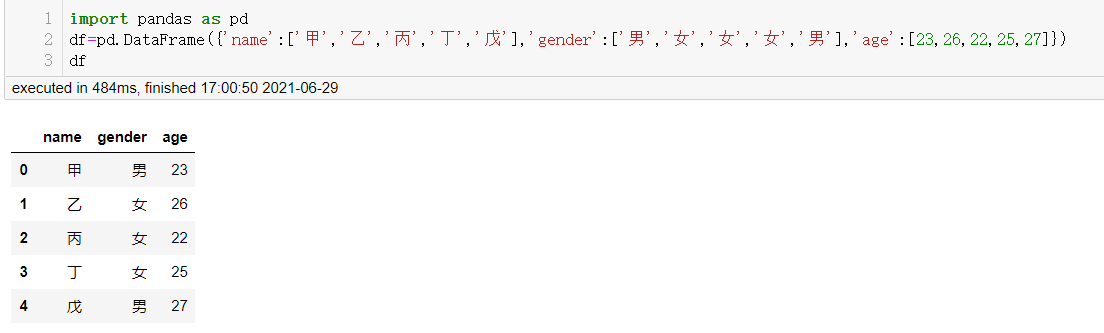 1 import pandas as pd
2 df=pd.DataFrame({'name':['甲','乙','丙','丁','戊'],'gender':['男','女','女','女','男'],'age':[23,26,22,25,27]})
3 df
executed in 484ms, finished 17:00:50 2021-06-29
name gender age
0 甲 男 23
1 乙 女 26
2 丙 女 22
3 丁 女 25
4 戊 男 27